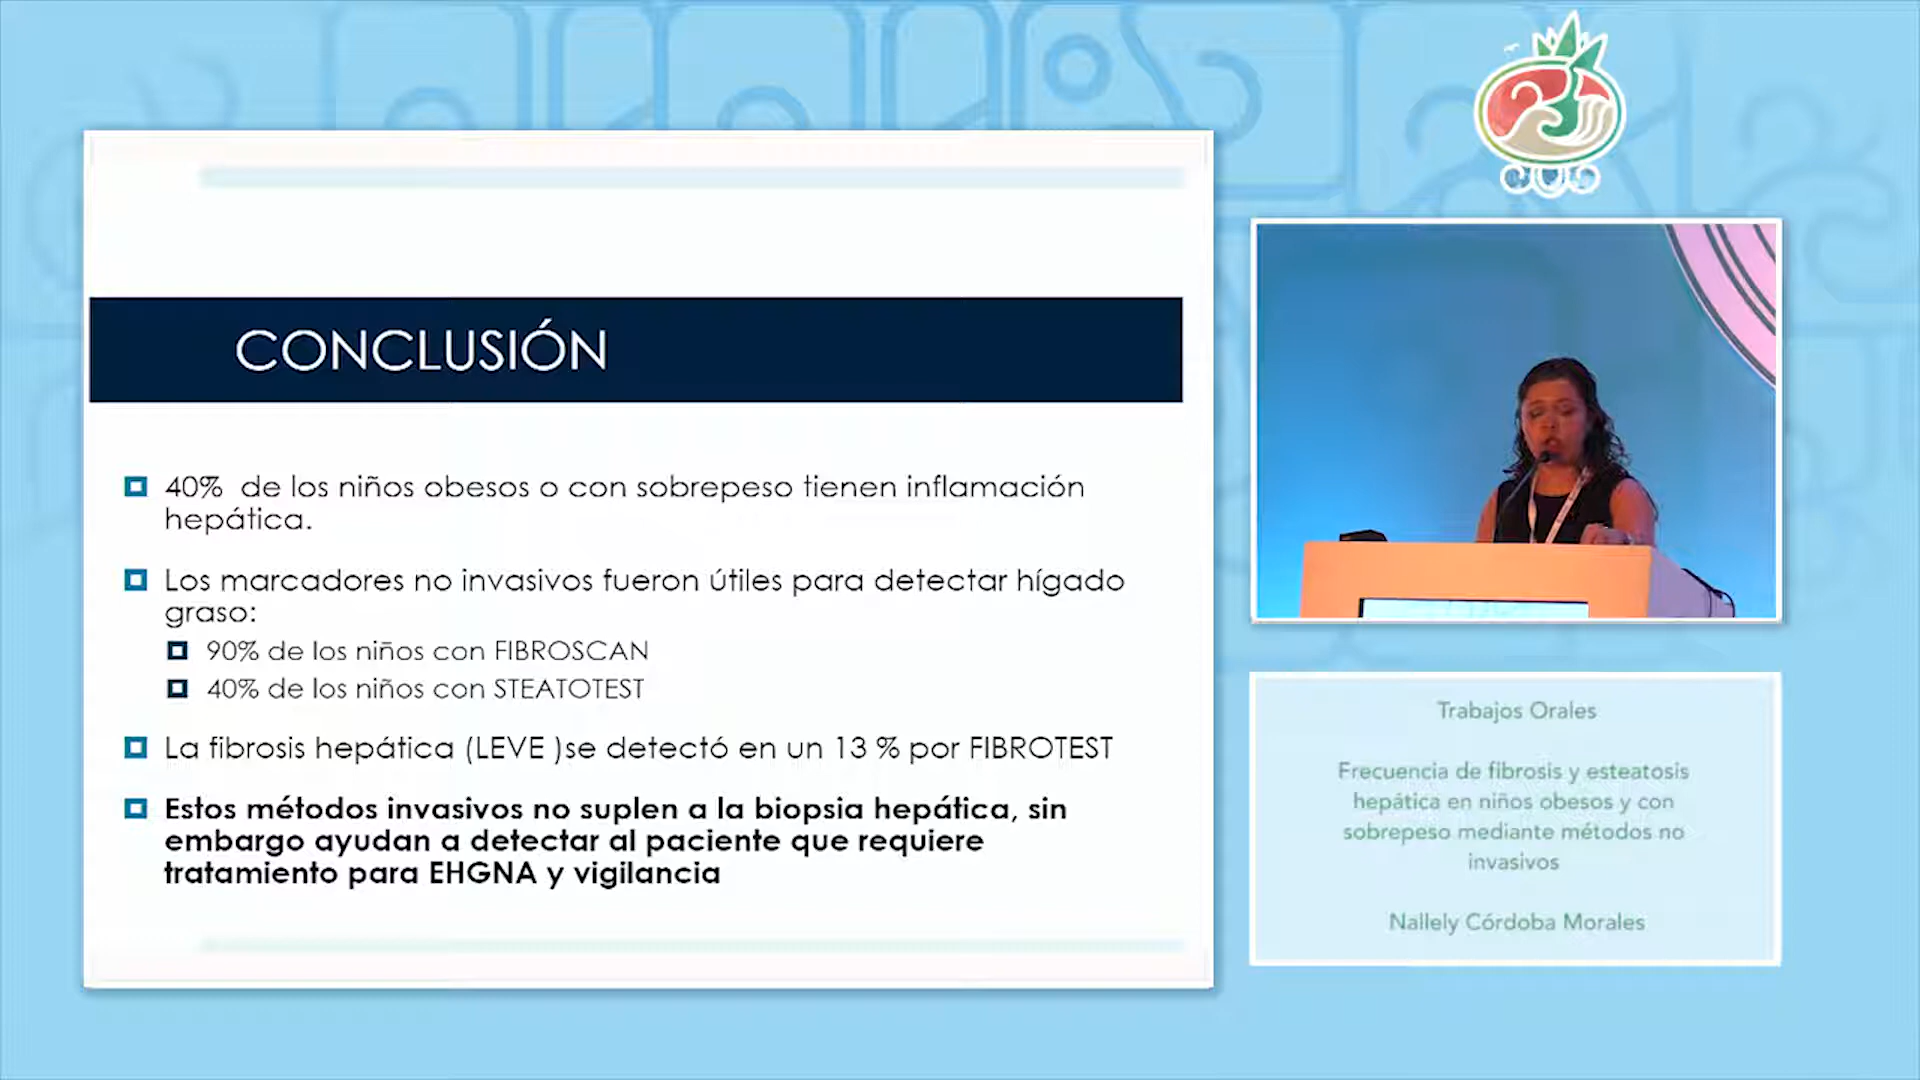 CONCLUSIÓN
40% de los niños obesos o con sobrepeso tienen inflamación
hepática.
Los marcadores no invasivos fueron útiles para detectar hígado
graso:
90% de los niños con FIBROSCAN
40% de los niños con STEATOTEST
La fibrosis hepática (LEVE )se detectó en un 13 % por FIBROTEST
Estos métodos invasivos no suplen a la biopsia hepática, sin
embargo ayudan a detectar al paciente que requiere
tratamiento para EHGNA y vigilancia
Trabajos Orales
Frecuencia de fibrosis y esteatosis
hepática en niños obesos y con
sobrepeso mediante métodos no
invasivos
Nallely Córdoba Morales